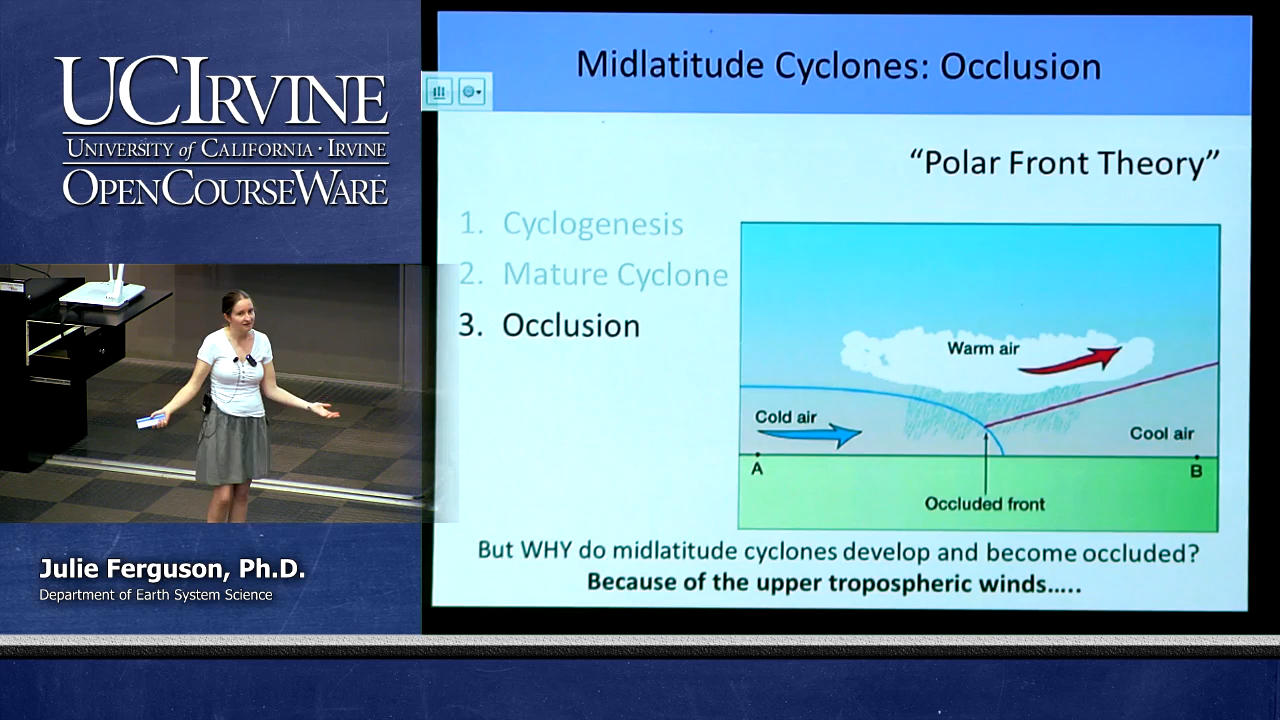 UCIRVINE
UNIVERSITY of CALIFORNIA · IRVINE
OPENCOURSEWARE
Julie Ferguson, Ph.D.
Department of Earth System Science
Midlatitude Cyclones: Occlusion
“Polar Front Theory”
1. Cyclogenesis
2. Mature Cyclone
3. Occlusion
Warm air
Cold air
Cool air
A
B
Occluded front
But WHY do midlatitude cyclones develop and become occluded?
Because of the upper tropospheric winds…..